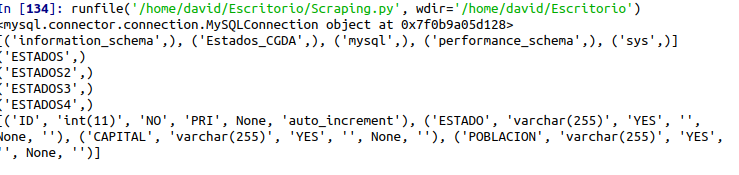 In [134]: runfile('/home/david/Escritorio/Scraping.py', wdir='/home/david/Escritorio')
<mysql.connector.connection.MySQLConnection object at 0x7f0b9a05d128>
[('information_schema',), ('Estados_CGDA',), ('mysql',), ('performance_schema',), ('sys',)]
('ESTADOS',)
('ESTADOS2',)
('ESTADOS3',)
('ESTADOS4',)
[('ID', 'int(11)', 'NO', 'PRI', None, 'auto_increment'), ('ESTADO', 'varchar(255)', 'YES', '',
None, ''), ('CAPITAL', 'varchar(255)', 'YES', '', None, ''), ('POBLACION', 'varchar(255)', 'YES',
'', None, '')]